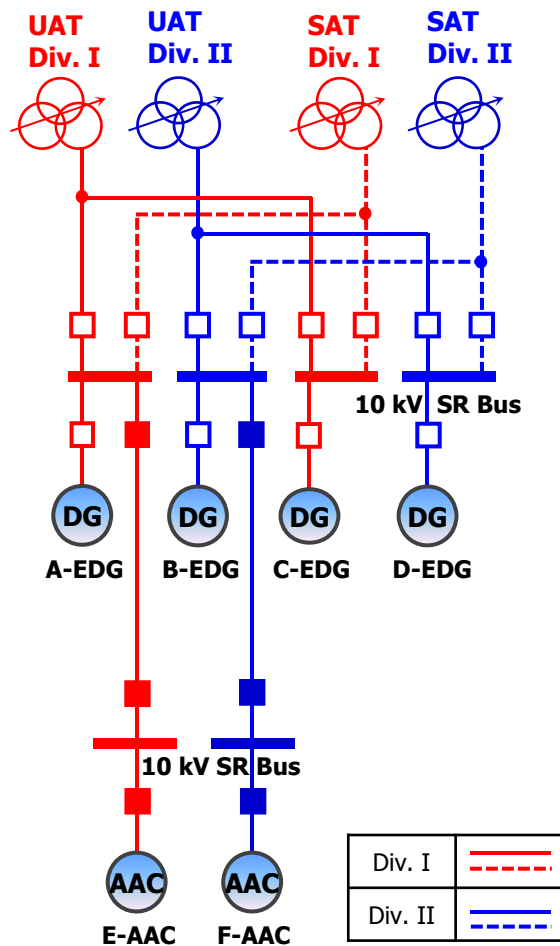 UAT
Div. I
UAT
Div. II
SAT
Div. I
SAT
Div. II
10 kV SR Bus
DG
DG
DG
DG
A-EDG
B-EDG
C-EDG
D-EDG
10 kV SR Bus
AAC
AAC
E-AAC
F-AAC
Div. I
Div. II